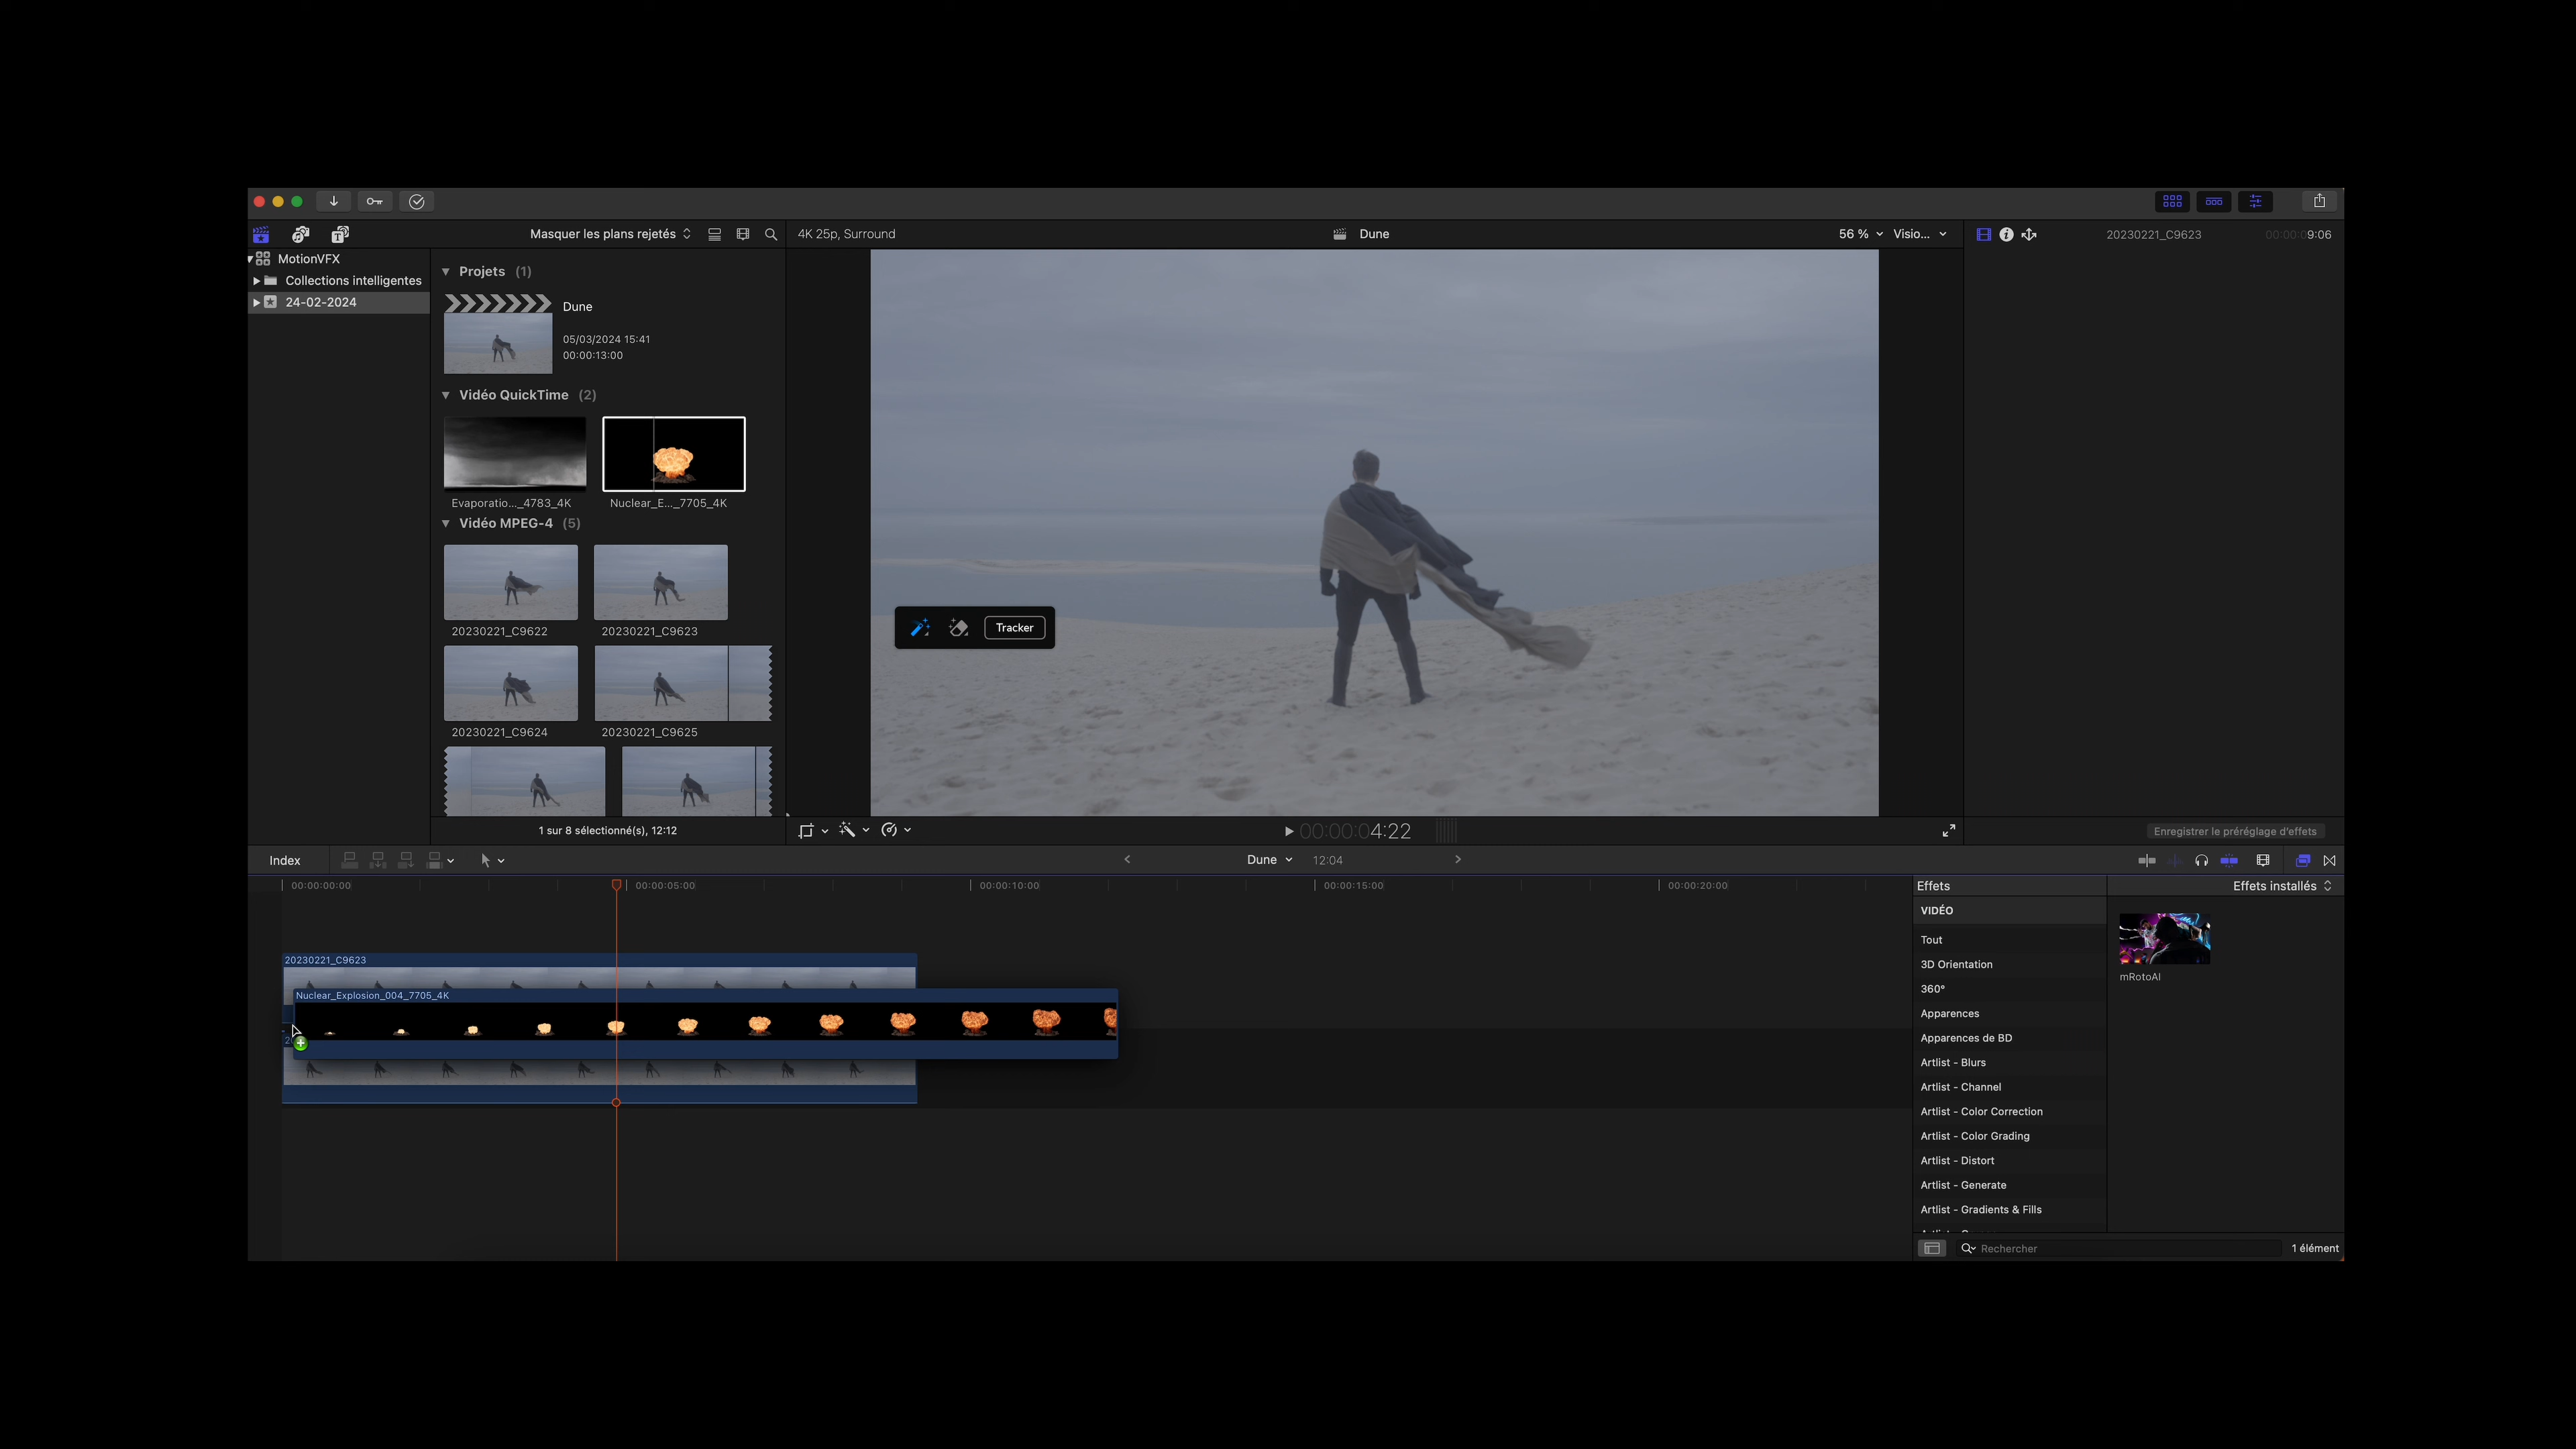 Masquer les plans rejetés
4K 25p, Surround
Dune
56 %
Visio...
20230221_C9623
00:00:09:06
MotionVFX
Collections intelligentes
24-02-2024
Projets (1)
Dune
05/03/2024 15:41
00:00:13:00
Vidéo QuickTime (2)
Evaporatio..._4783_4K
Nuclear_E..._7705_4K
Vidéo MPEG-4 (5)
20230221_C9622
20230221_C9623
20230221_C9624
20230221_C9625
Tracker
1 sur 8 sélectionné(s), 12:12
00:00:04:22
Enregistrer le préréglage d'effets
Index
Dune
12:04
00:00:00:00
00:00:05:00
00:00:10:00
00:00:15:00
00:00:20:00
20230221_C9623
Nuclear_Explosion_004_7705_4K
Effets
Effets installés
VIDÉO
Tout
3D Orientation
360°
Apparences
Apparences de BD
Artlist - Blurs
Artlist - Channel
Artlist - Color Correction
Artlist - Color Grading
Artlist - Distort
Artlist - Generate
Artlist - Gradients & Fills
mRotoAI
Rechercher
1 élément